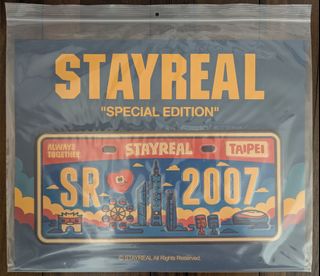 STAYREAL
"SPECIAL EDITION"
ALWAYS
TOGETHER
STAYREAL
TAIPEI
SR 2007
© STAYREAL All Rights Reserved.